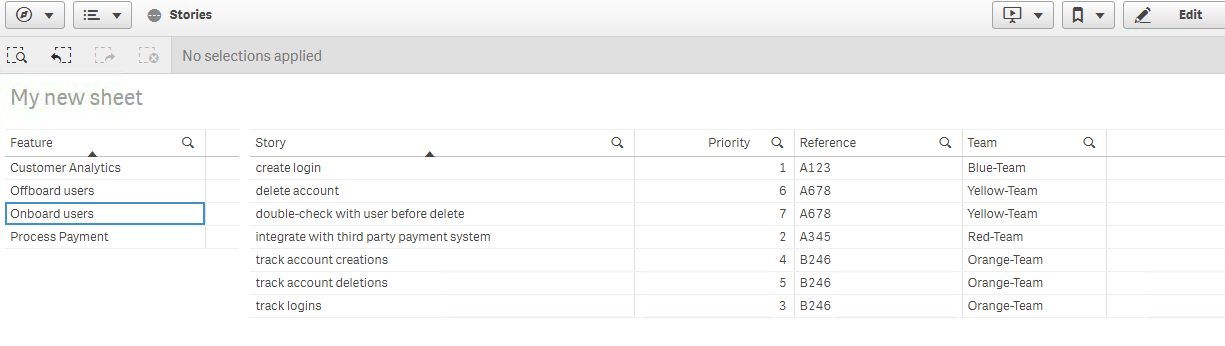 Stories
Edit
No selections applied
My new sheet
Feature
Customer Analytics
Offboard users
Onboard users
Process Payment
Story Priority Reference Team
create login 1 A123 Blue-Team
delete account 6 A678 Yellow-Team
double-check with user before delete 7 A678 Yellow-Team
integrate with third party payment system 2 A345 Red-Team
track account creations 4 B246 Orange-Team
track account deletions 5 B246 Orange-Team
track logins 3 B246 Orange-Team